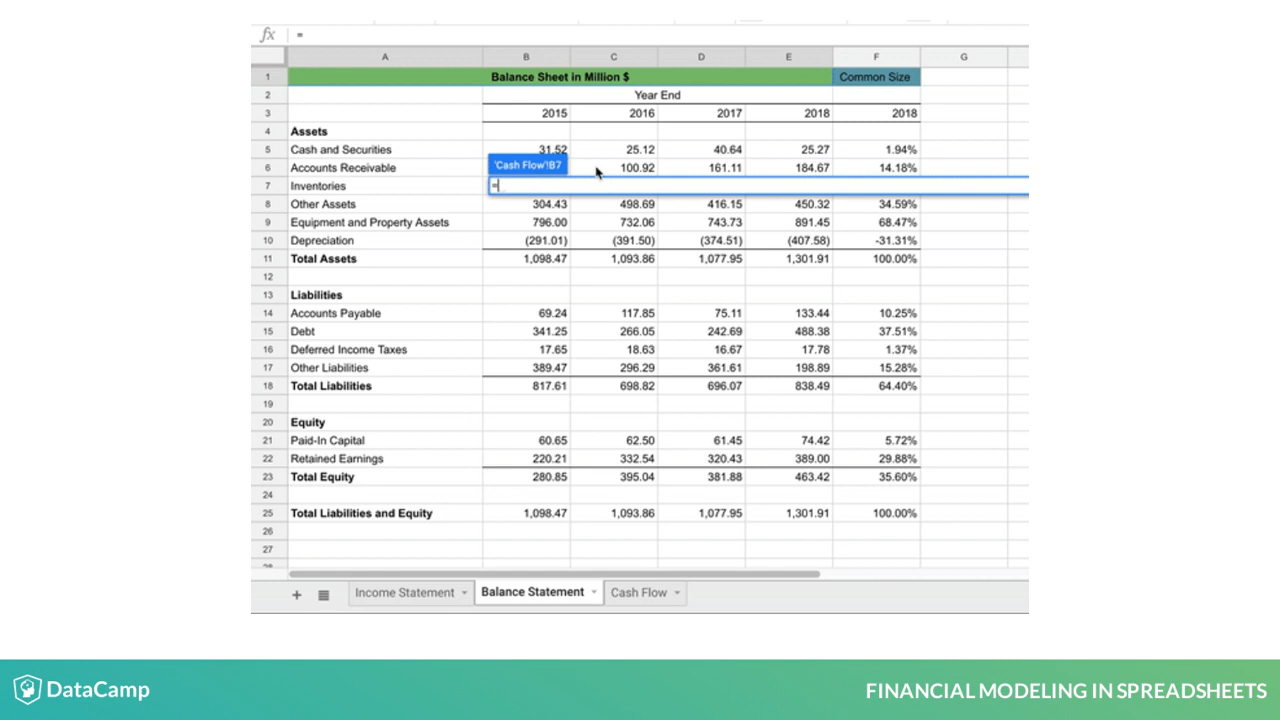 fx =
A B C D E F G
1 Balance Sheet in Million $ Common Size
2 Year End
3 2015 2016 2017 2018 2018
4 Assets
5 Cash and Securities 31.52 25.12 40.64 25.27 1.94%
'Cash Flow'!B7
6 Accounts Receivable 100.92 161.11 184.67 14.18%
7 Inventories =
8 Other Assets 304.43 498.69 416.15 450.32 34.59%
9 Equipment and Property Assets 796.00 732.06 743.73 891.45 68.47%
10 Depreciation (291.01) (391.50) (374.51) (407.58) -31.31%
11 Total Assets 1,098.47 1,093.86 1,077.95 1,301.91 100.00%
12
13 Liabilities
14 Accounts Payable 69.24 117.85 75.11 133.44 10.25%
15 Debt 341.25 266.05 242.69 488.38 37.51%
16 Deferred Income Taxes 17.65 18.63 16.67 17.78 1.37%
17 Other Liabilities 389.47 296.29 361.61 198.89 15.28%
18 Total Liabilities 817.61 698.82 696.07 838.49 64.40%
19
20 Equity
21 Paid-In Capital 60.65 62.50 61.45 74.42 5.72%
22 Retained Earnings 220.21 332.54 320.43 389.00 29.88%
23 Total Equity 280.85 395.04 381.88 463.42 35.60%
24
25 Total Liabilities and Equity 1,098.47 1,093.86 1,077.95 1,301.91 100.00%
26
27
+ Income Statement Balance Statement Cash Flow
DataCamp FINANCIAL MODELING IN SPREADSHEETS